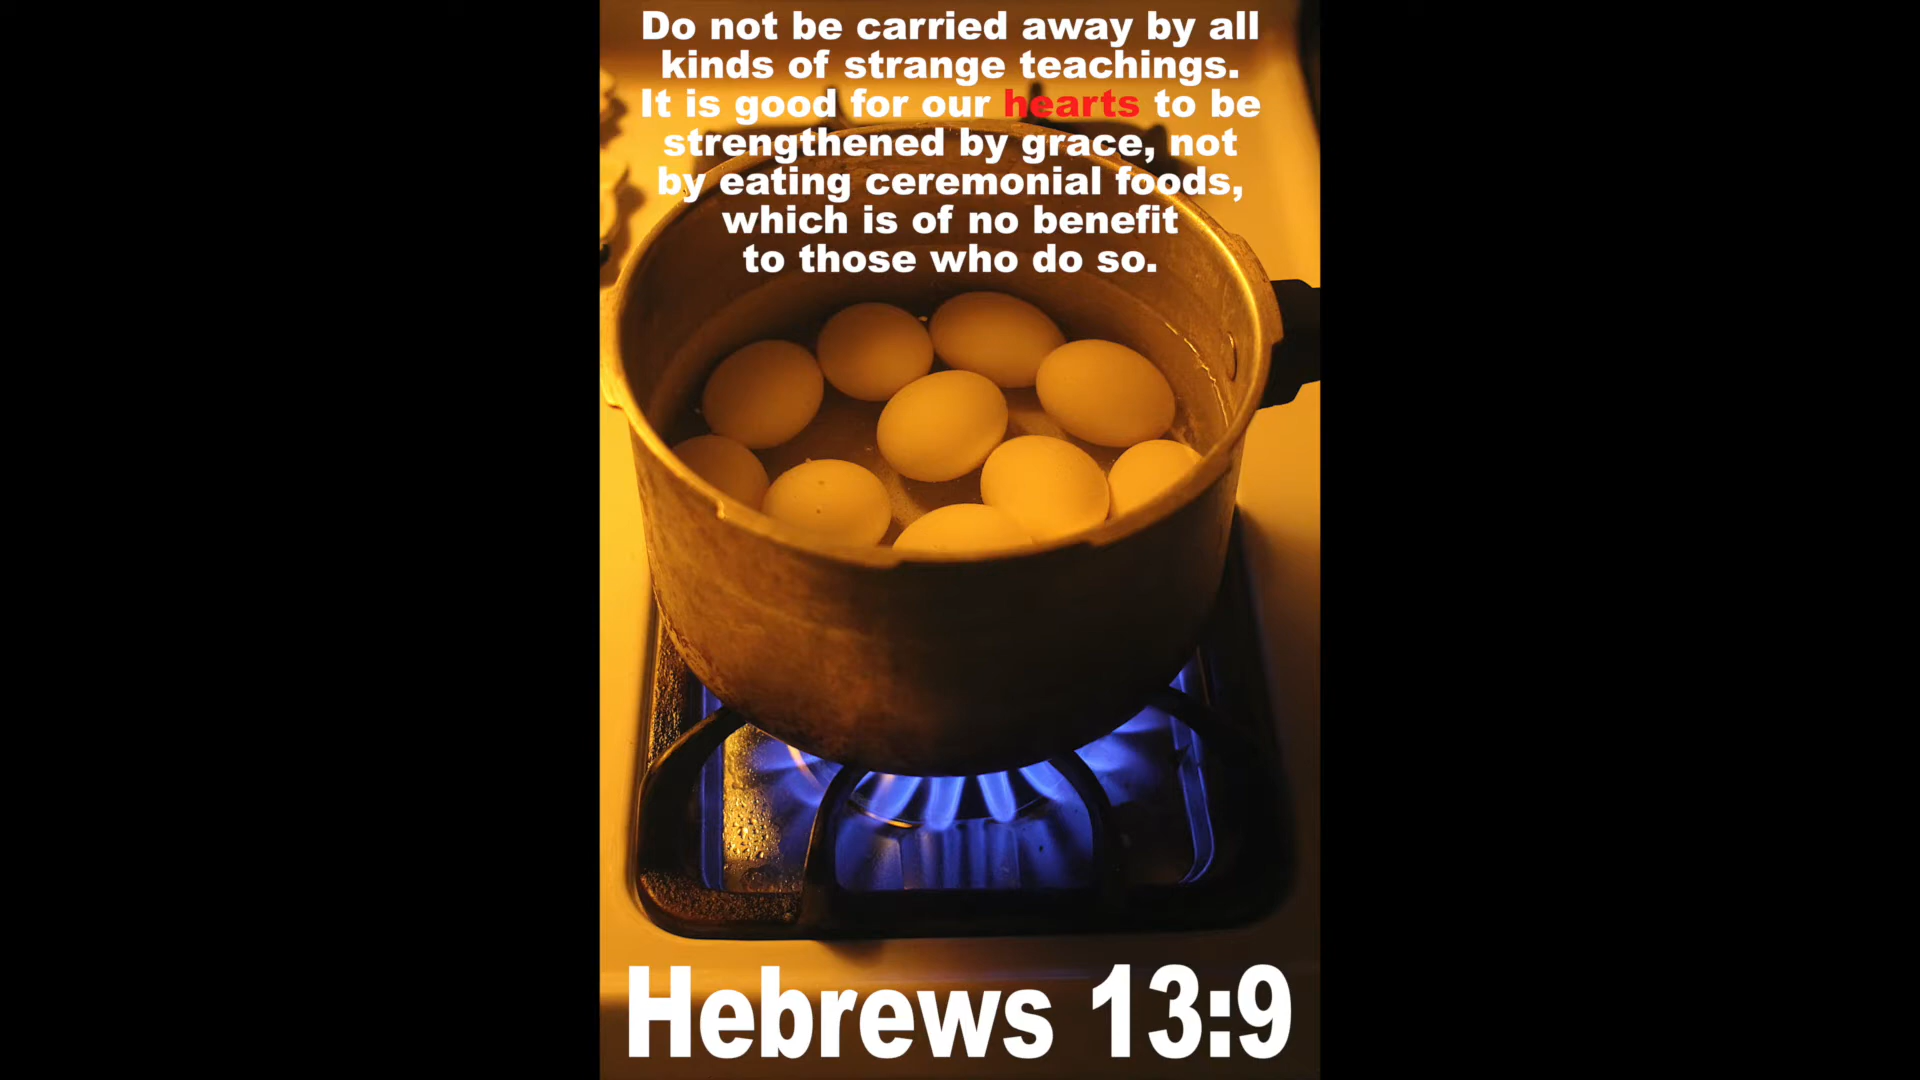 Do not be carried away by all
kinds of strange teachings.
It is good for our hearts to be
strengthened by grace, not
by eating ceremonial foods,
which is of no benefit
to those who do so.
Hebrews 13:9